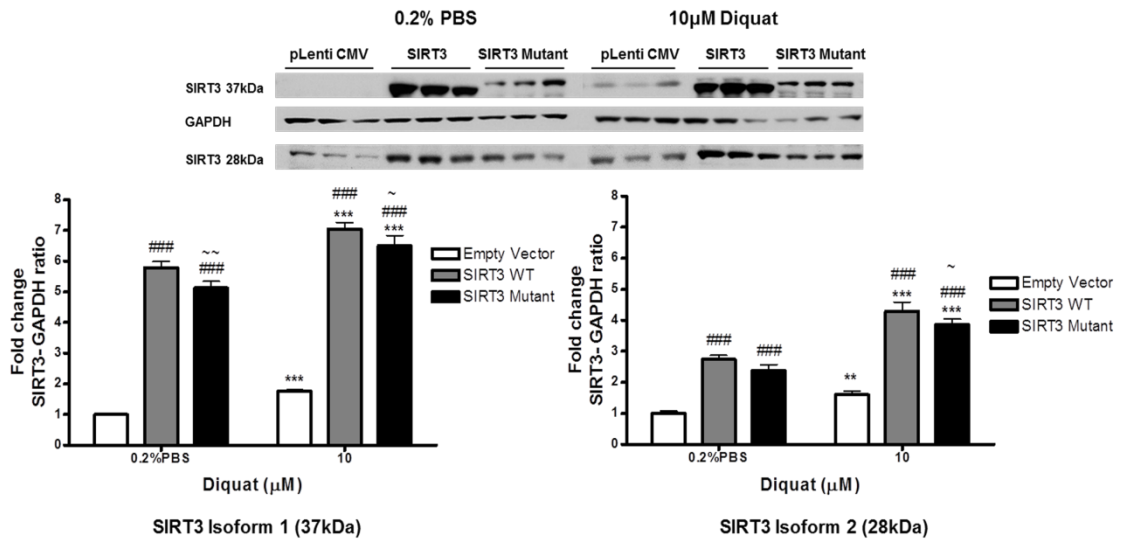 0.2% PBS 10µM Diquat
pLenti CMV SIRT3 SIRT3 Mutant pLenti CMV SIRT3 SIRT3 Mutant
SIRT3 37kDa
GAPDH
SIRT3 28kDa
Fold change
SIRT3- GAPDH ratio
8
7
6
5
4
3
2
1
0
###
~~
###
***
###
***
~
###
***
0.2%PBS 10
Diquat (µM)
Empty Vector
SIRT3 WT
SIRT3 Mutant
SIRT3 Isoform 1 (37kDa)
Fold change
SIRT3- GAPDH ratio
8
7
6
5
4
3
2
1
0
###
###
**
###
***
~
###
***
0.2%PBS 10
Diquat (µM)
Empty Vector
SIRT3 WT
SIRT3 Mutant
SIRT3 Isoform 2 (28kDa)